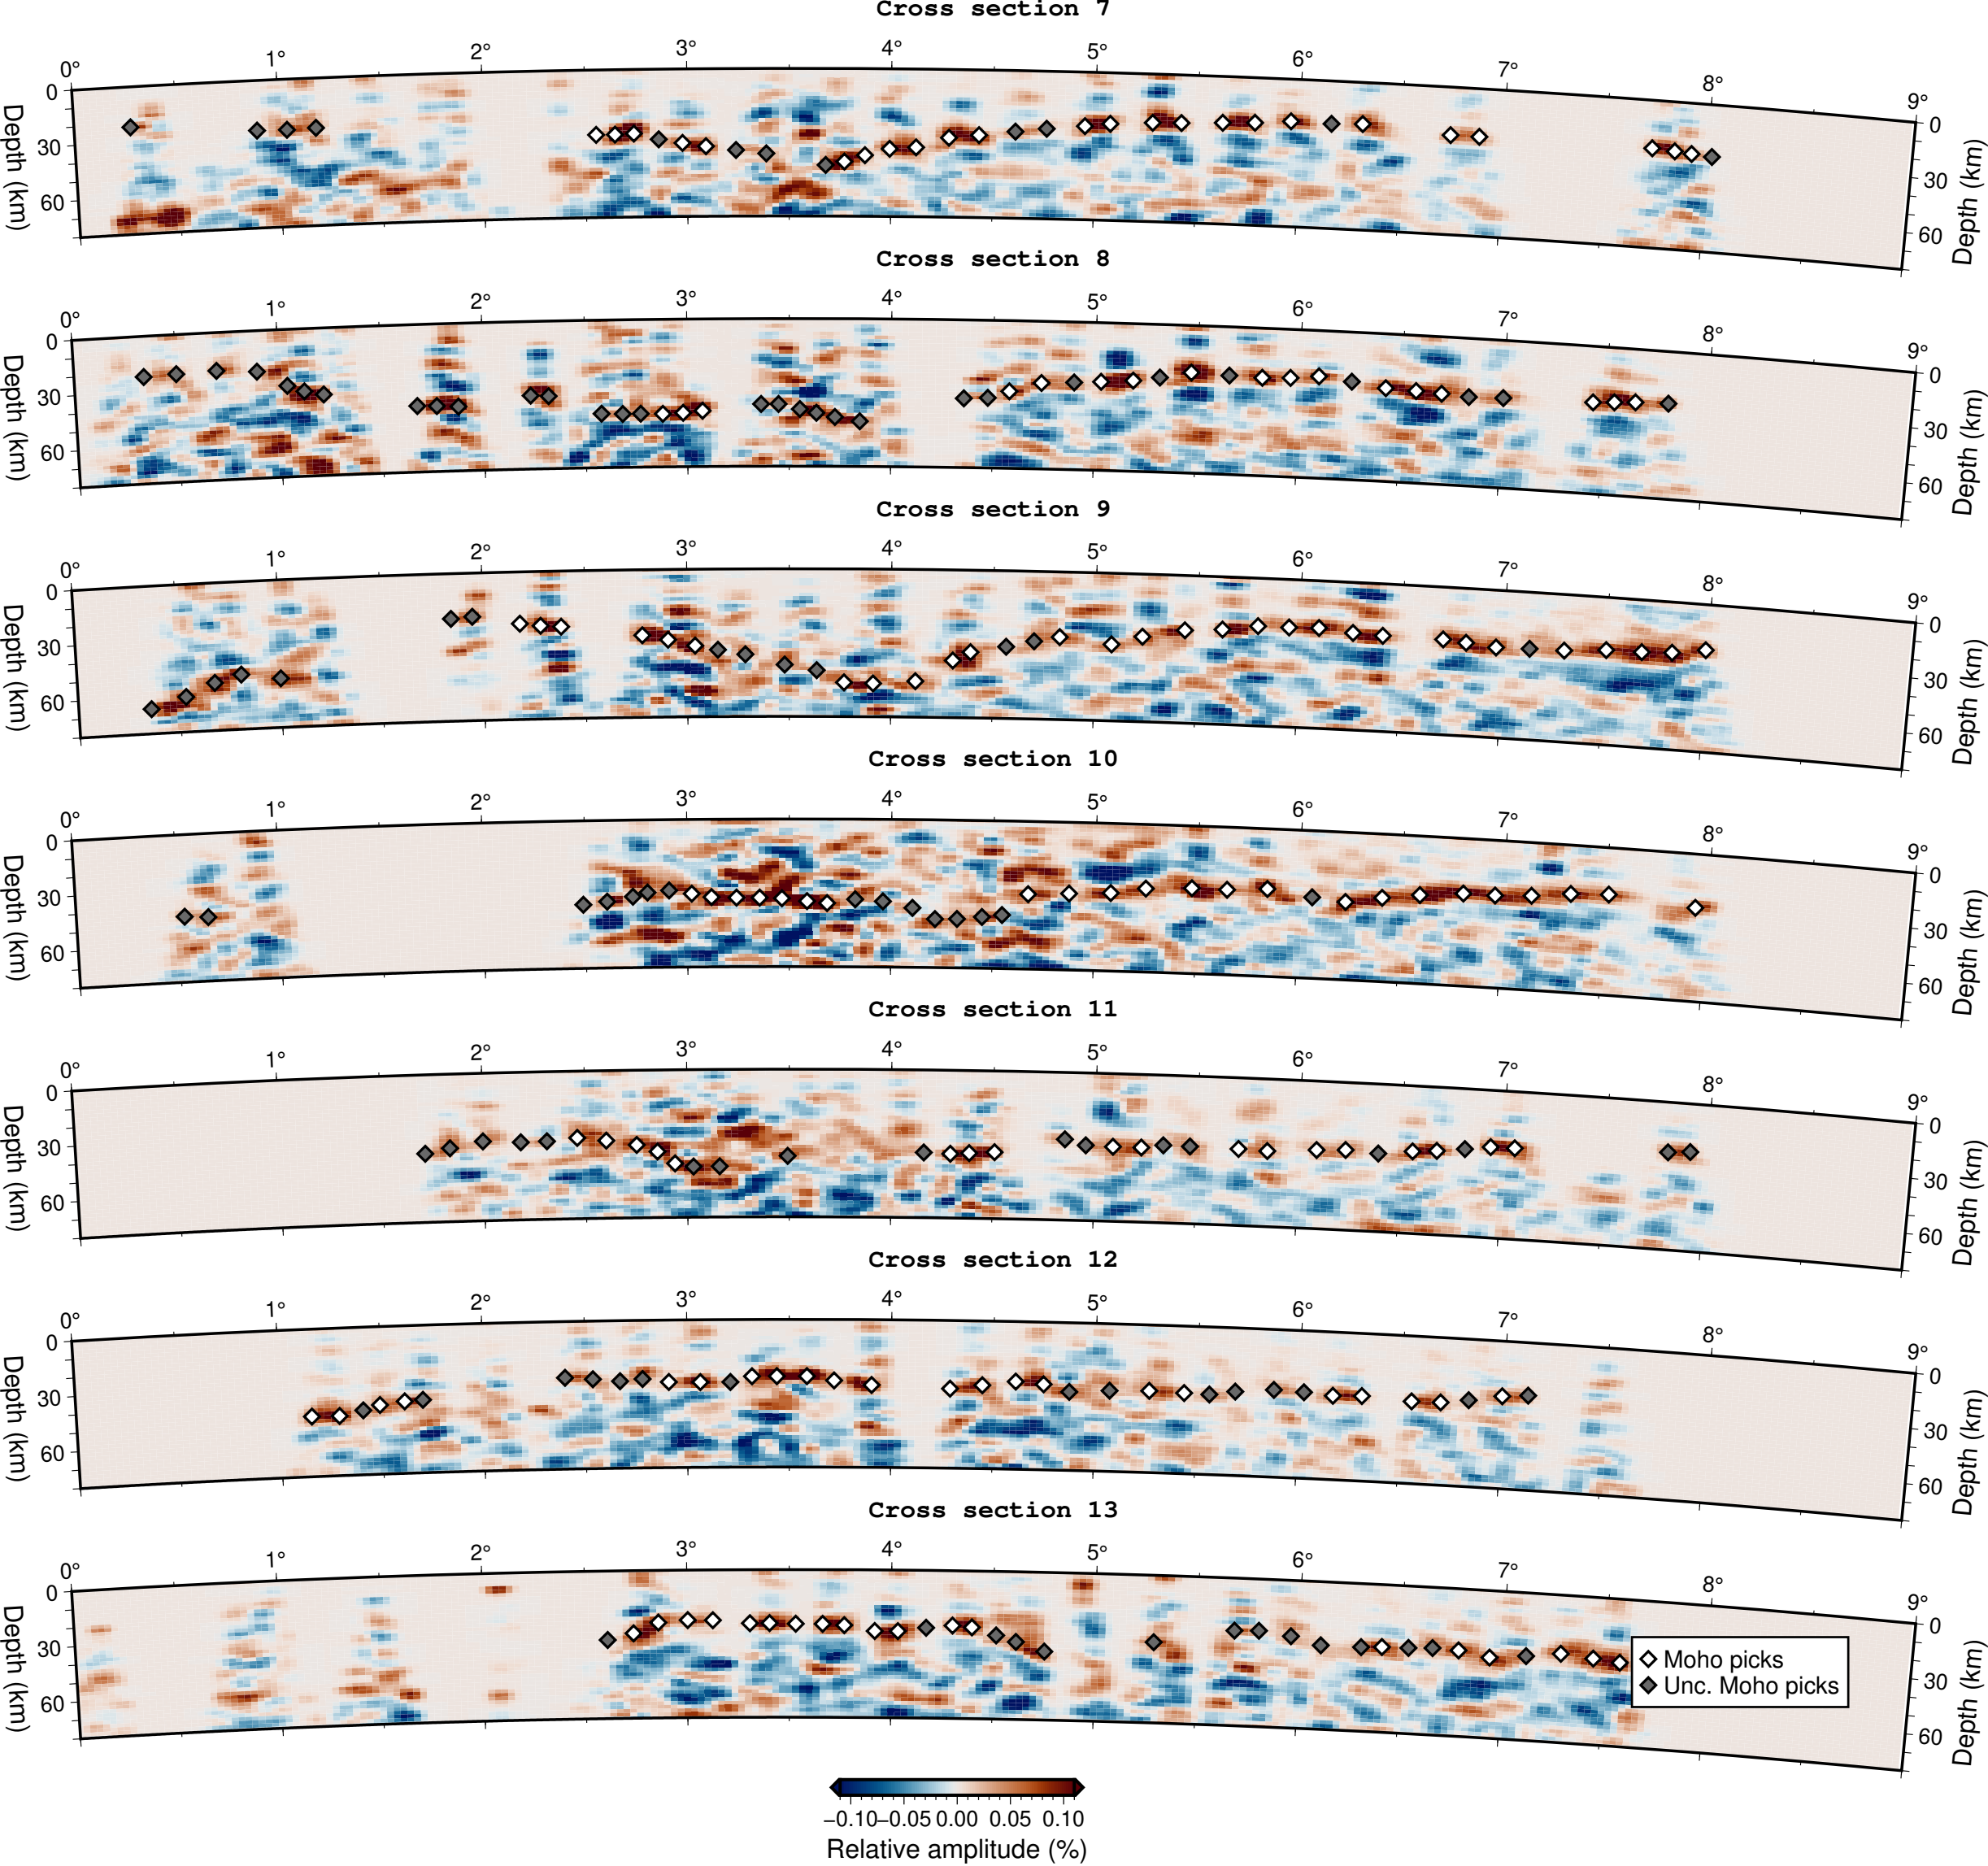 Cross section 7
0° 1° 2° 3° 4° 5° 6° 7° 8° 9°
0 30 60 Depth (km)
0 30 60 Depth (km)
Cross section 8
0° 1° 2° 3° 4° 5° 6° 7° 8° 9°
0 30 60 Depth (km)
0 30 60 Depth (km)
Cross section 9
0° 1° 2° 3° 4° 5° 6° 7° 8° 9°
0 30 60 Depth (km)
0 30 60 Depth (km)
Cross section 10
0° 1° 2° 3° 4° 5° 6° 7° 8° 9°
0 30 60 Depth (km)
0 30 60 Depth (km)
Cross section 11
0° 1° 2° 3° 4° 5° 6° 7° 8° 9°
0 30 60 Depth (km)
0 30 60 Depth (km)
Cross section 12
0° 1° 2° 3° 4° 5° 6° 7° 8° 9°
0 30 60 Depth (km)
0 30 60 Depth (km)
Cross section 13
0° 1° 2° 3° 4° 5° 6° 7° 8° 9°
0 30 60 Depth (km)
0 30 60 Depth (km)
Moho picks
Unc. Moho picks
−0.10 −0.05 0.00 0.05 0.10
Relative amplitude (%)